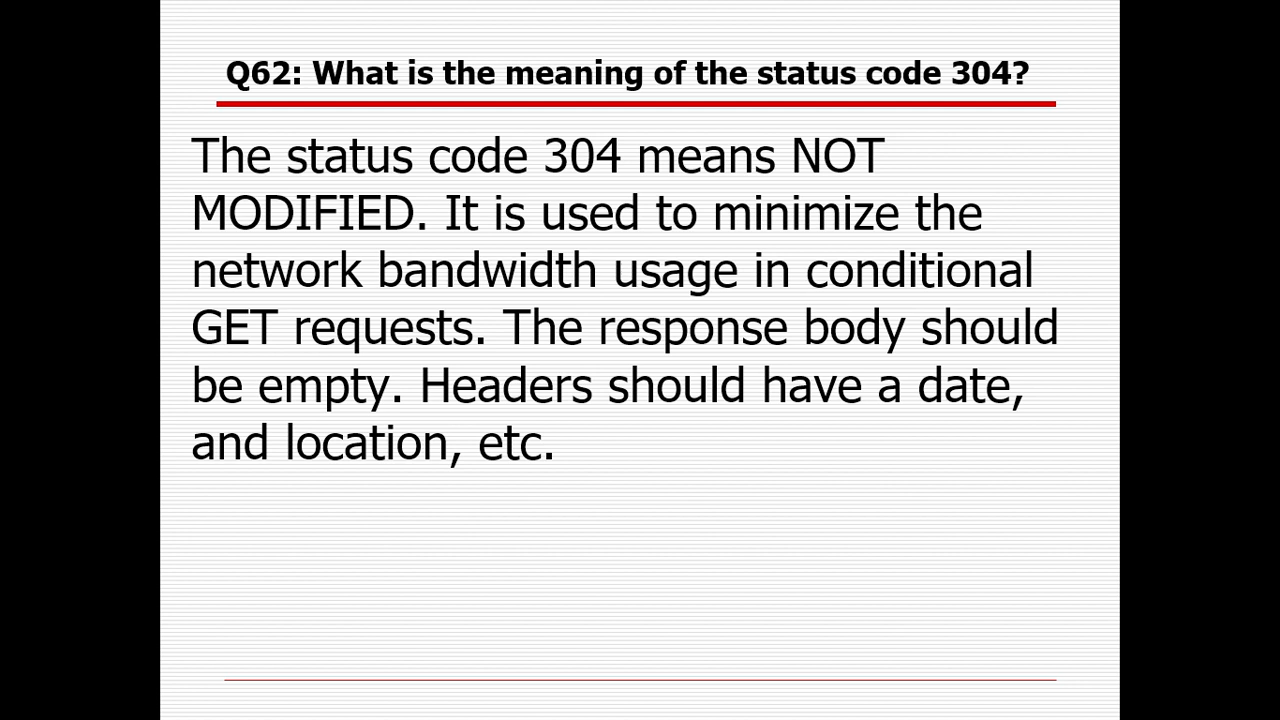 Q62: What is the meaning of the status code 304?
The status code 304 means NOT
MODIFIED. It is used to minimize the
network bandwidth usage in conditional
GET requests. The response body should
be empty. Headers should have a date,
and location, etc.